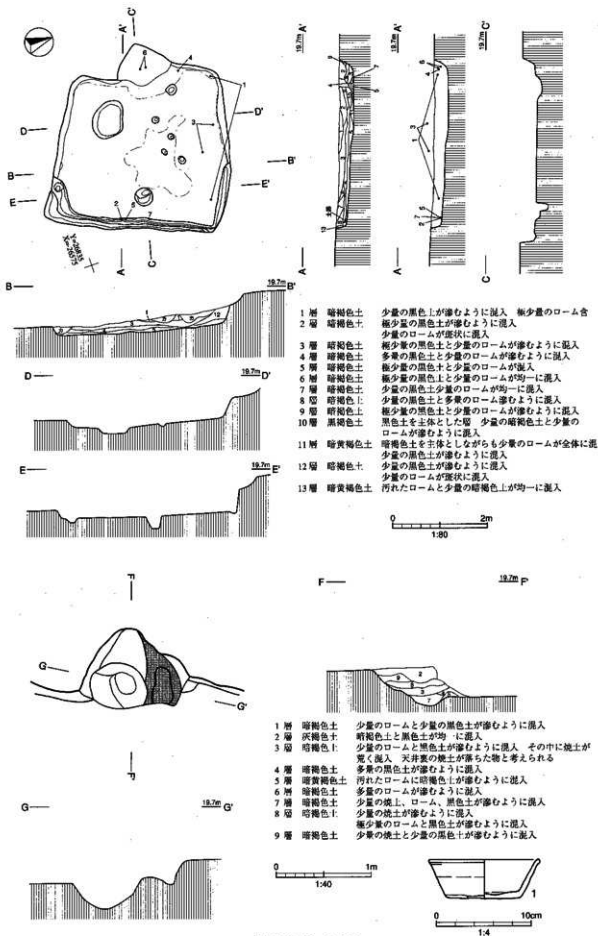 C'
A'
6
4
1
D'
3
D
B'
B
E'
E
2 5 7
A
C
Y=26835
X=26575
A'
19.7m
A
A'
19.7m
A
C'
19.7m
C
B
19.7m
B'
D
19.7m
D'
E
19.7m
E'
1層 暗褐色土 少量の黒色土が滲むように混入 極少量のローム含
2層 暗褐色土 極少量の黒色土が滲むように混入
少量のロームが斑状に混入
3層 暗褐色土 極少量の黒色土と少量のロームが滲むように混入
4層 暗褐色土 多量の黒色土と少量のロームが滲むように混入
5層 暗褐色土 極少量の黒色土と少量のロームが混入
6層 暗褐色土 極少量の黒色土と少量のロームが均一に混入
7層 暗褐色土 少量の黒色土少量のロームが均一に混入
8層 暗褐色土 少量の黒色土と多量のローム滲むように混入
9層 暗褐色土 極少量の黒色土と少量のロームが滲むように混入
10層 黒褐色土 黒色土を主体とした層 少量の暗褐色土と少量の
ロームが滲むように混入
11層 暗黄褐色土 暗褐色土を主体としながらも少量のロームが全体に混
少量の黒色土が滲むように混入
12層 暗褐色土 少量の黒色土が滲むように混入
少量のロームが斑状に混入
13層 暗黄褐色土 汚れたロームと少量の暗褐色土が均一に混入
0 2m
1:80
F
G
G'
F'
F
19.7m
F'
1層 暗褐色土 少量のロームと少量の黒色土が滲むように混入
2層 灰褐色土 暗褐色土と黒色土が均一に混入
3層 暗褐色土 少量のロームと黒色土が滲むように混入 その中に焼土が
荒く混入 天井裏の焼土が落ちた物と考えられる
4層 暗褐色土 多量の黒色土が滲むように混入
5層 暗黄褐色土 汚れたロームに暗褐色土が滲むように混入
6層 暗褐色土 多量のロームが滲むように混入
7層 暗褐色土 少量の焼土、ローム、黒色土が滲むように混入
8層 暗褐色土 少量の焼土が滲むように混入
極少量のロームと黒色土が滲むように混入
9層 暗褐色土 少量の焼土と少量の黒色土が滲むように混入
G
19.7m
G'
0 1m
1:40
1
0 10cm
1:4